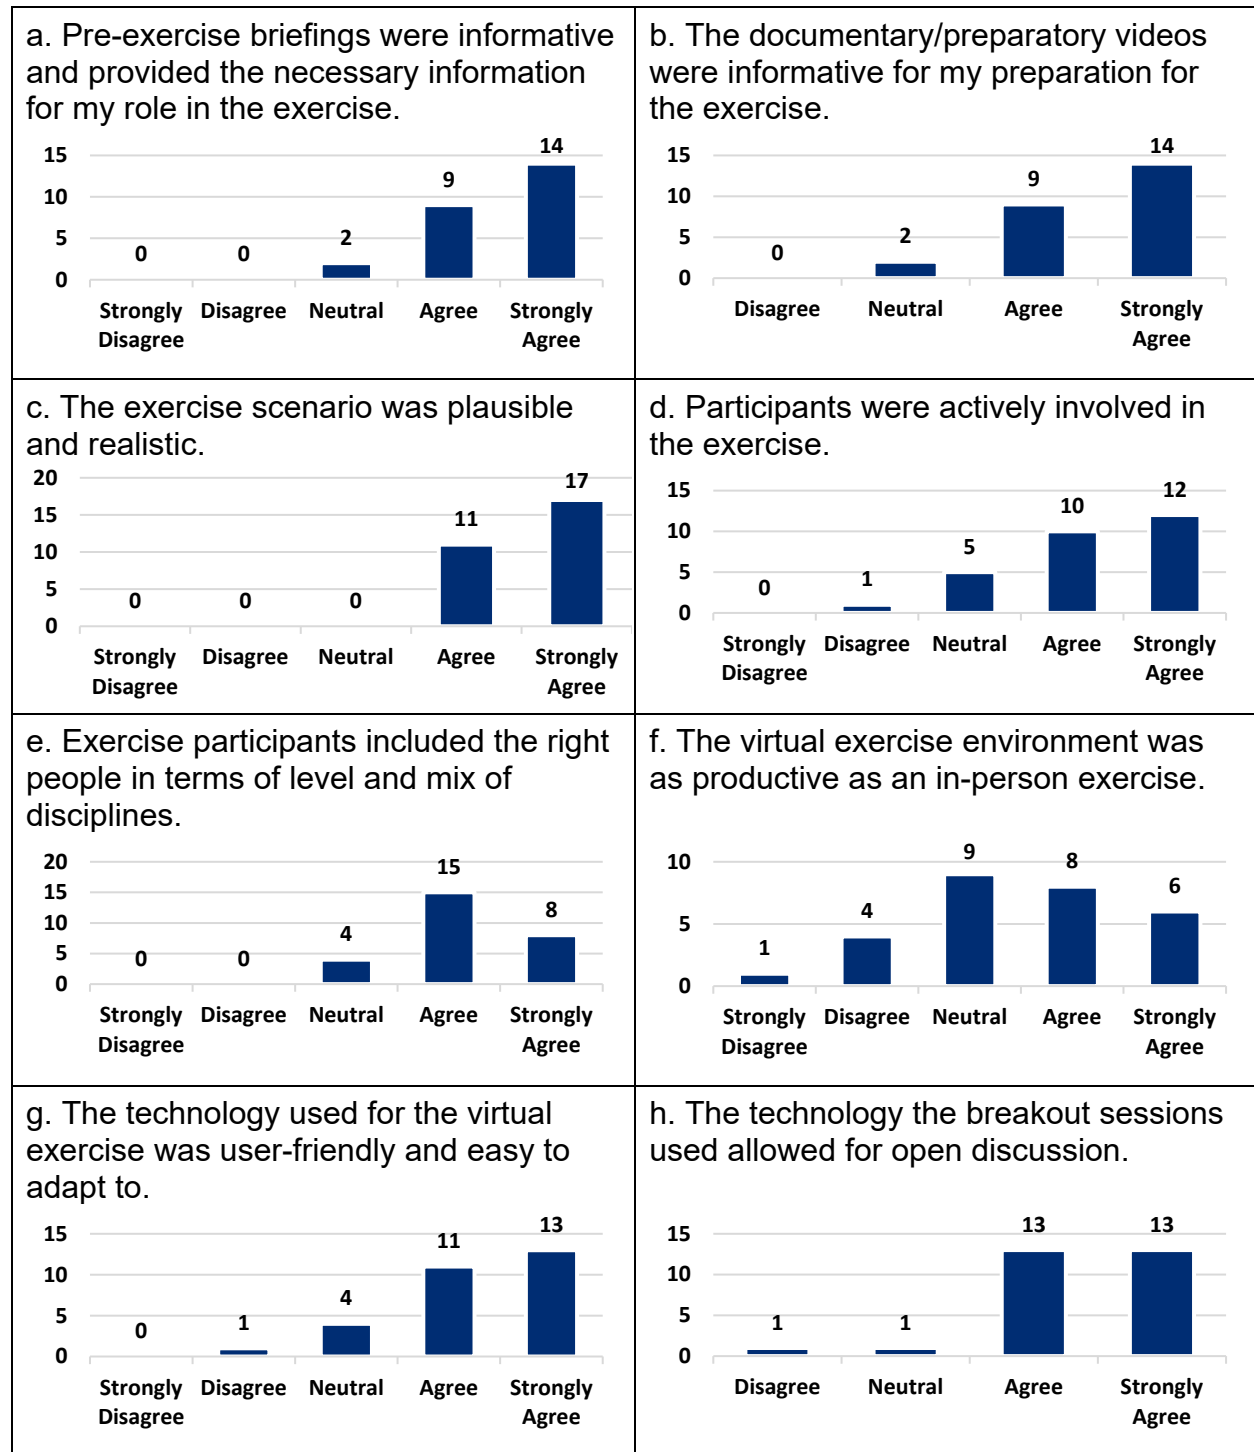 a. Pre-exercise briefings were informative
and provided the necessary information
for my role in the exercise.
15
10
5
0
0
0
2
9
14
Strongly Disagree Neutral Agree Strongly
Disagree Agree
b. The documentary/preparatory videos
were informative for my preparation for
the exercise.
15
10
5
0
0
2
9
14
Disagree Neutral Agree Strongly
Agree
c. The exercise scenario was plausible
and realistic.
20
15
10
5
0
0
0
0
11
17
Strongly Disagree Neutral Agree Strongly
Disagree Agree
d. Participants were actively involved in
the exercise.
15
10
5
0
0
1
5
10
12
Strongly Disagree Neutral Agree Strongly
Disagree Agree
e. Exercise participants included the right
people in terms of level and mix of
disciplines.
20
15
10
5
0
0
0
4
15
8
Strongly Disagree Neutral Agree Strongly
Disagree Agree
f. The virtual exercise environment was
as productive as an in-person exercise.
10
5
0
1
4
9
8
6
Strongly Disagree Neutral Agree Strongly
Disagree Agree
g. The technology used for the virtual
exercise was user-friendly and easy to
adapt to.
15
10
5
0
0
1
4
11
13
Strongly Disagree Neutral Agree Strongly
Disagree Agree
h. The technology the breakout sessions
used allowed for open discussion.
15
10
5
0
1
1
13
13
Disagree Neutral Agree Strongly
Agree